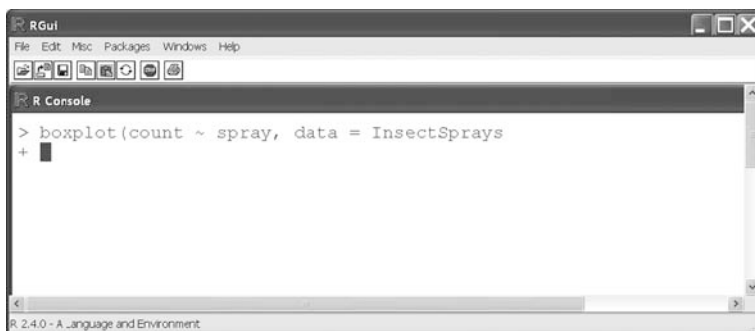 RGui
File Edit Misc Packages Windows Help
STOP
R Console
> boxplot(count ~ spray, data = InsectSprays
+
R 2.4.0 - A Language and Environment